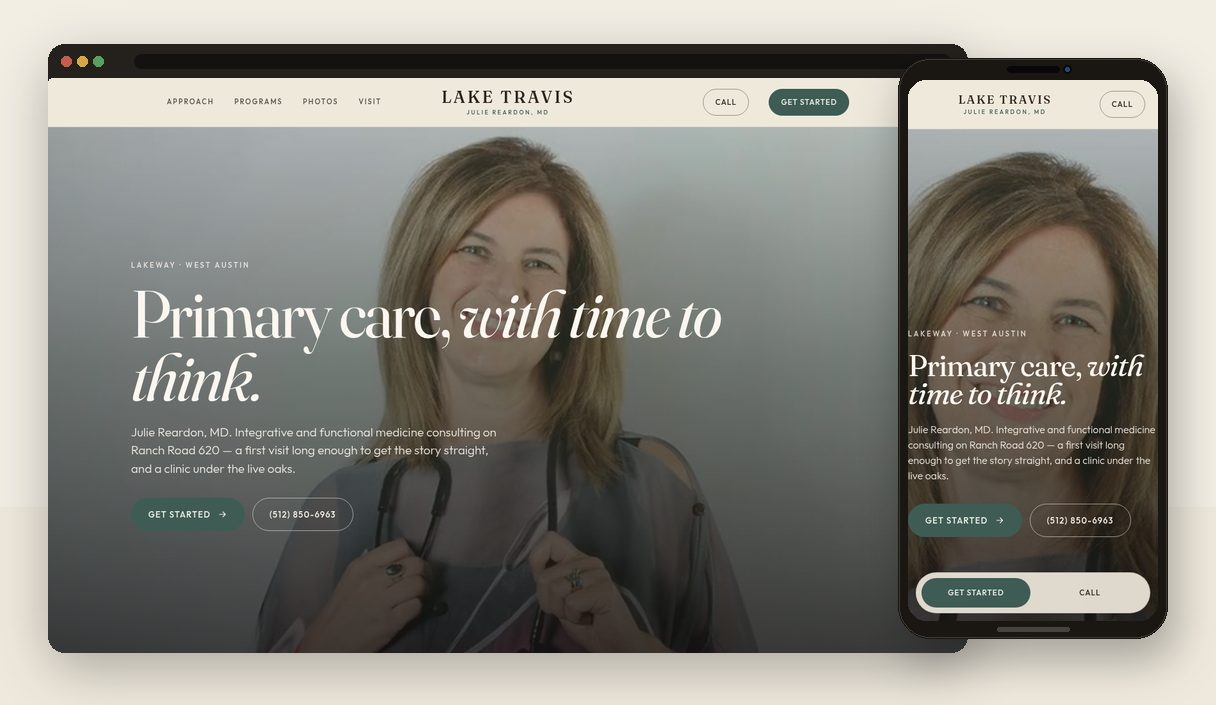 APPROACH PROGRAMS PHOTOS VISIT
LAKE TRAVIS
JULIE REARDON, MD
CALL
GET STARTED
LAKEWAY · WEST AUSTIN
Primary care, with time to
think.
Julie Reardon, MD. Integrative and functional medicine consulting on
Ranch Road 620 — a first visit long enough to get the story straight,
and a clinic under the live oaks.
GET STARTED →
(512) 850-6963
LAKE TRAVIS
JULIE REARDON, MD
CALL
LAKEWAY · WEST AUSTIN
Primary care, with
time to think.
Julie Reardon, MD. Integrative and functional medicine
consulting on Ranch Road 620 — a first visit long
enough to get the story straight, and a clinic under the
live oaks.
GET STARTED →
(512) 850-6963
GET STARTED
CALL